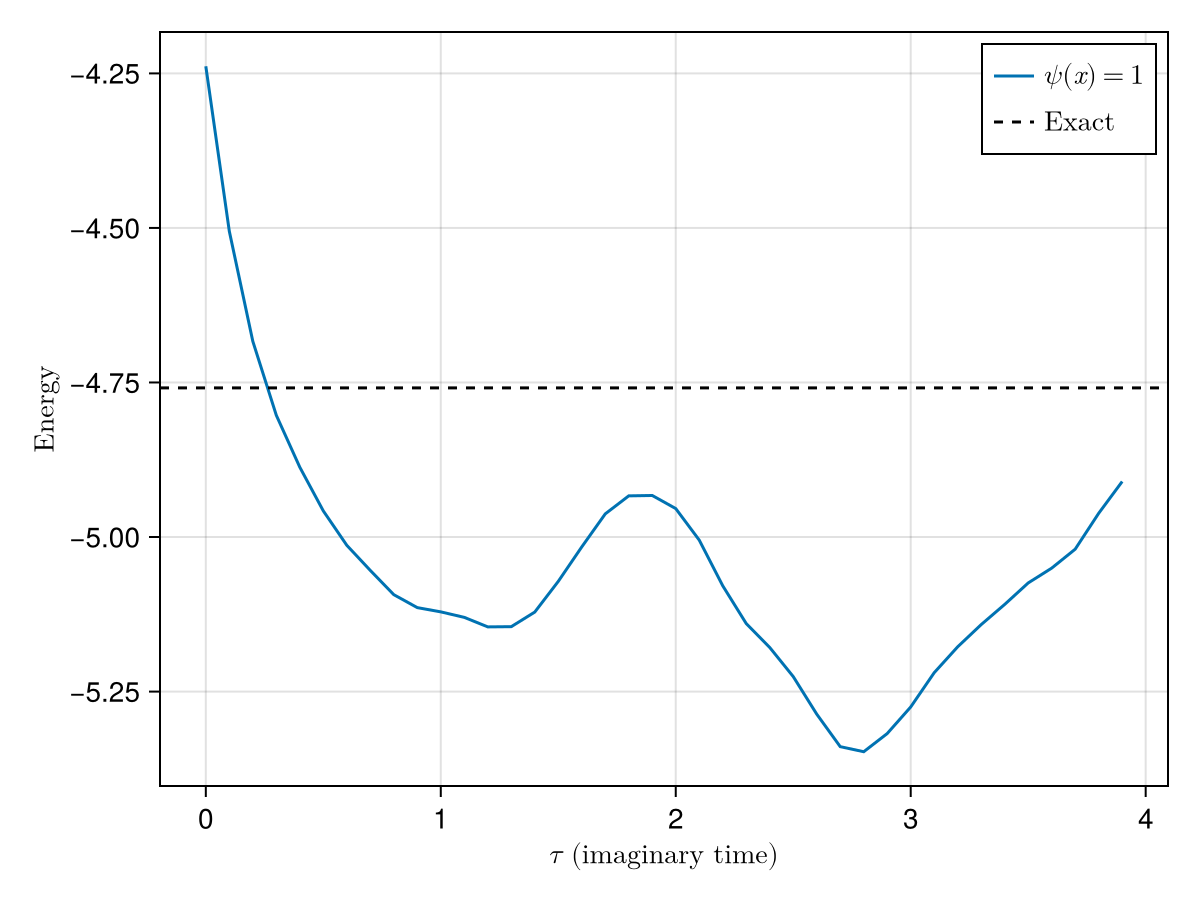 ψ(x) = 1
Exact
−4.25
−4.50
−4.75
−5.00
−5.25
Energy
0 1 2 3 4
τ (imaginary time)